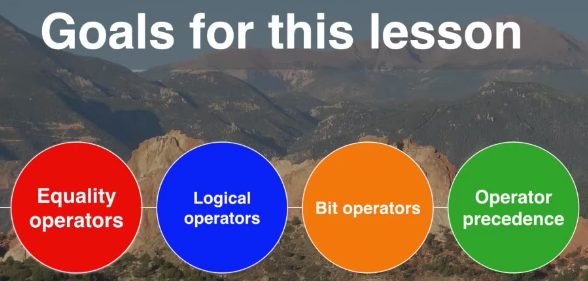 Goals for this lesson
Equality
operators
Logical
operators
Bit operators
Operator
precedence